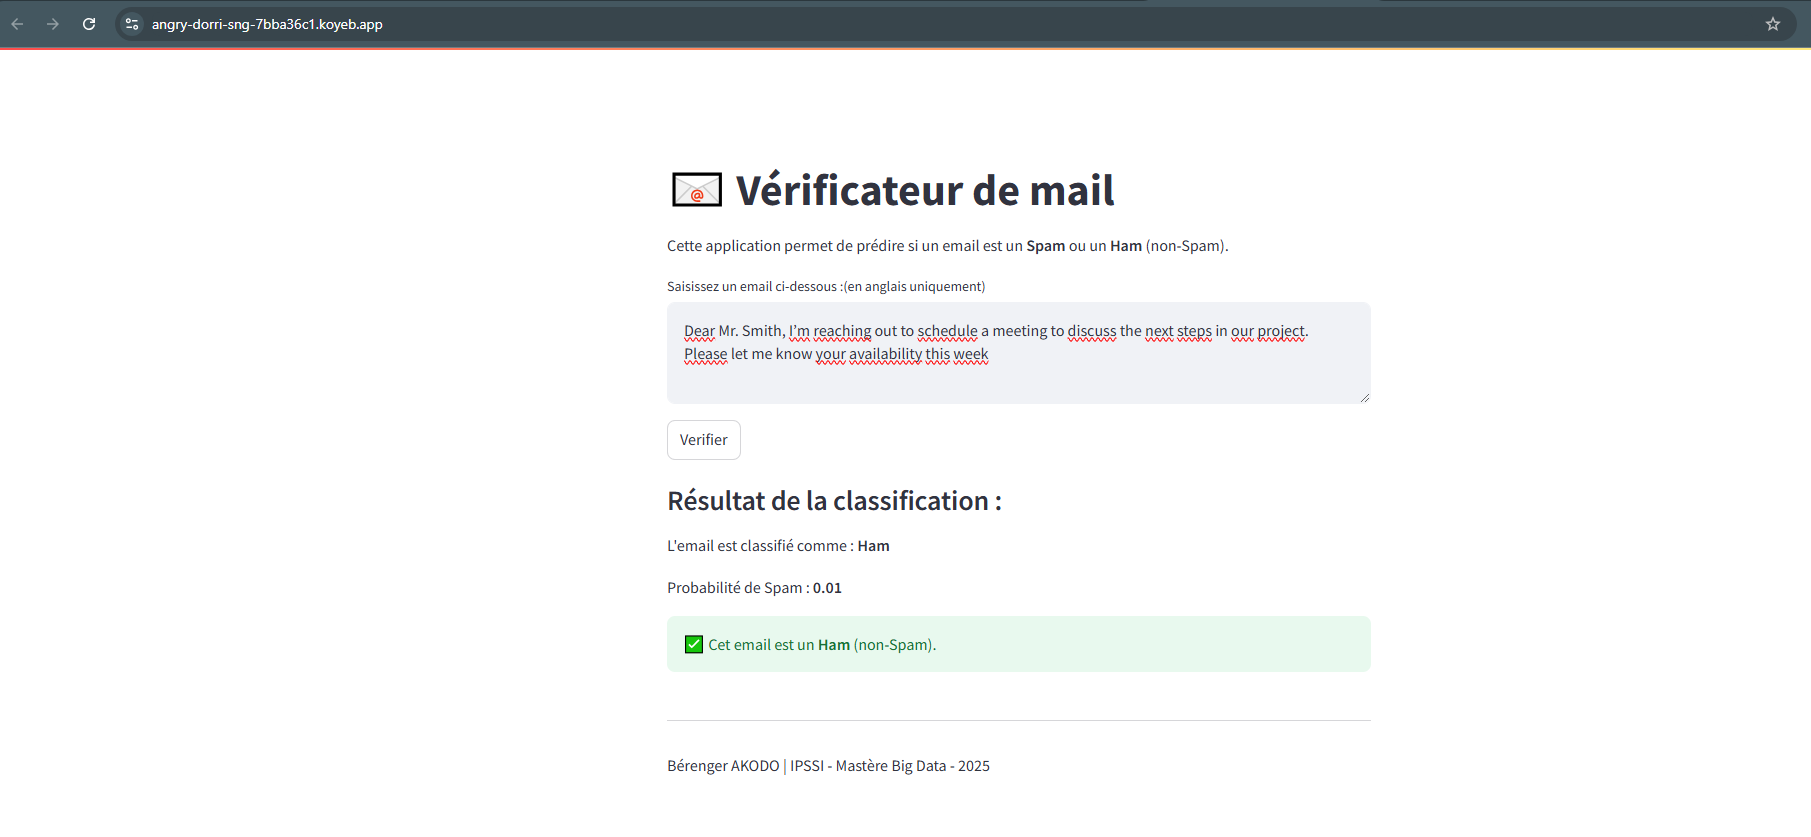 angry-dorri-sng-7bba36c1.koyeb.app
Vérificateur de mail
Cette application permet de prédire si un email est un Spam ou un Ham (non-Spam).
Saisissez un email ci-dessous :(en anglais uniquement)
Dear Mr. Smith, I’m reaching out to schedule a meeting to discuss the next steps in our project.
Please let me know your availability this week
Verifier
Résultat de la classification :
L'email est classifié comme : Ham
Probabilité de Spam : 0.01
Cet email est un Ham (non-Spam).
Bérenger AKODO | IPSSI - Mastère Big Data - 2025